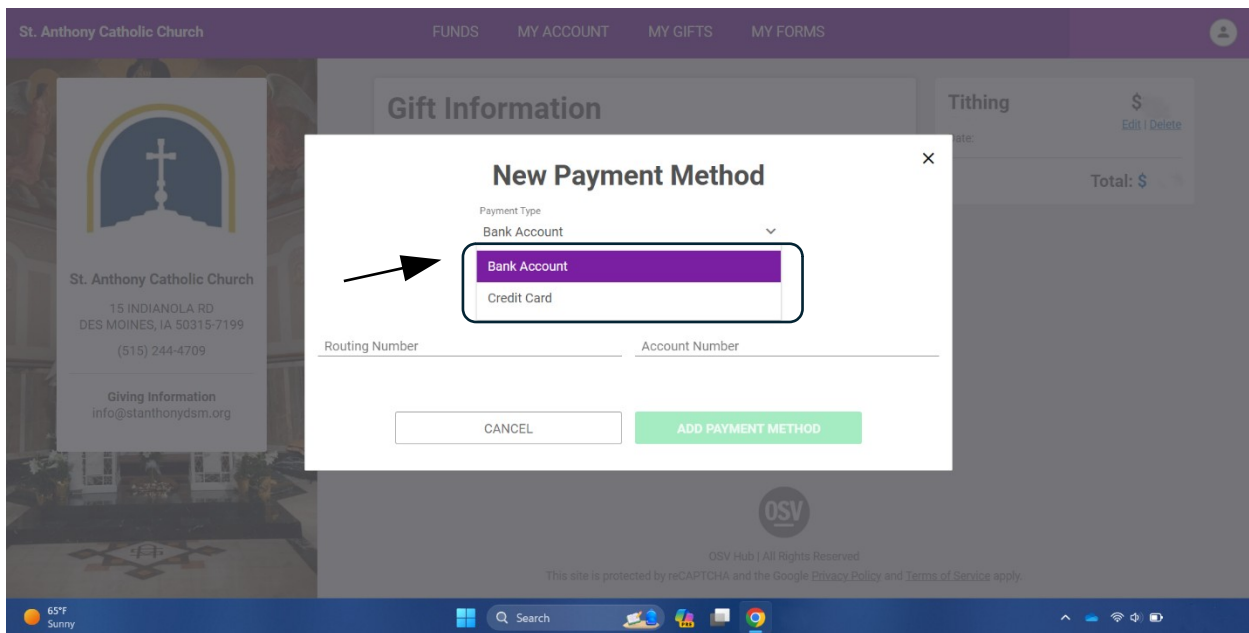 St. Anthony Catholic Church
FUNDS MY ACCOUNT MY GIFTS MY FORMS
Gift Information
Tithing $
Edit | Delete
Date:
Total: $
New Payment Method
Payment Type
Bank Account
Bank Account
Credit Card
Routing Number Account Number
CANCEL ADD PAYMENT METHOD
St. Anthony Catholic Church
15 INDIANOLA RD
DES MOINES, IA 50315-7199
(515) 244-4709
Giving Information
info@stanthonydsm.org
OSV
OSV Hub | All Rights Reserved
This site is protected by reCAPTCHA and the Google Privacy Policy and Terms of Service apply.
65°F
Sunny
Search